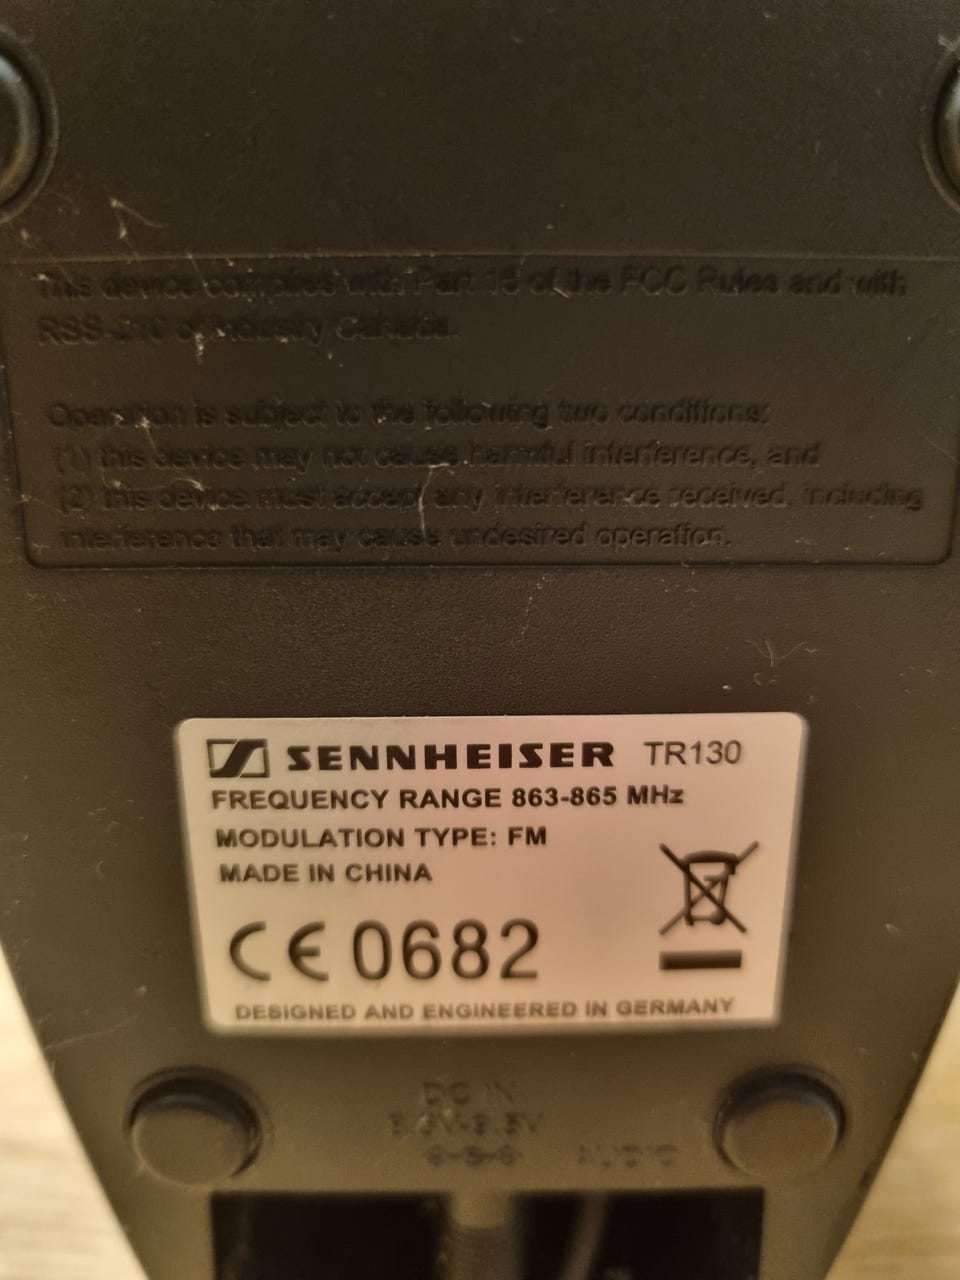 This device complies with Part 15 of the FCC Rules and with
RSS-210 of Industry Canada.
Operation is subject to the following two conditions:
(1) this device may not cause harmful interference, and
(2) this device must accept any interference received, including
interference that may cause undesired operation.
SENNHEISER TR130
FREQUENCY RANGE 863-865 MHz
MODULATION TYPE: FM
MADE IN CHINA
CE 0682
DESIGNED AND ENGINEERED IN GERMANY
DC IN
AUDIO